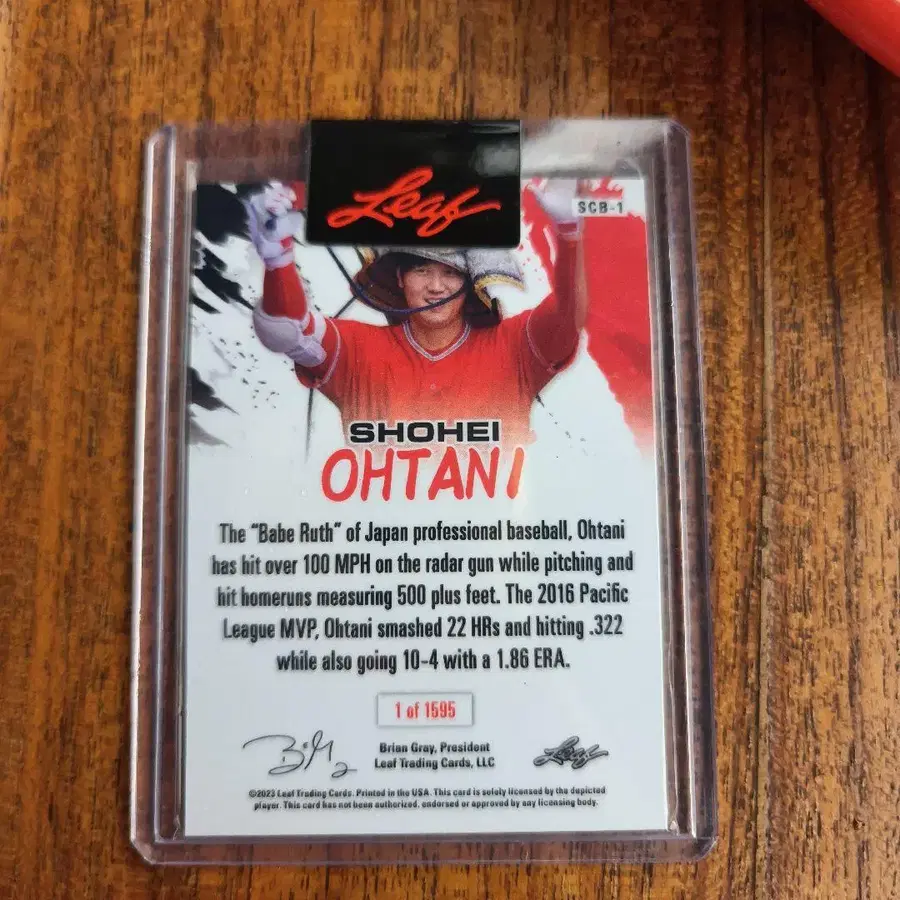 Leaf
SCB-1
SHOHEI
OHTANI
The "Babe Ruth" of Japan professional baseball, Ohtani
has hit over 100 MPH on the radar gun while pitching and
hit homeruns measuring 500 plus feet. The 2016 Pacific
League MVP, Ohtani smashed 22 HRs and hitting .322
while also going 10-4 with a 1.86 ERA.
1 of 1595
Brian Gray, President
Leaf Trading Cards, LLC
Leaf
©2023 Leaf Trading Cards. Printed in the USA. This card is solely licensed by the depicted
player. This card has not been authorized, endorsed or approved by any licensing body.